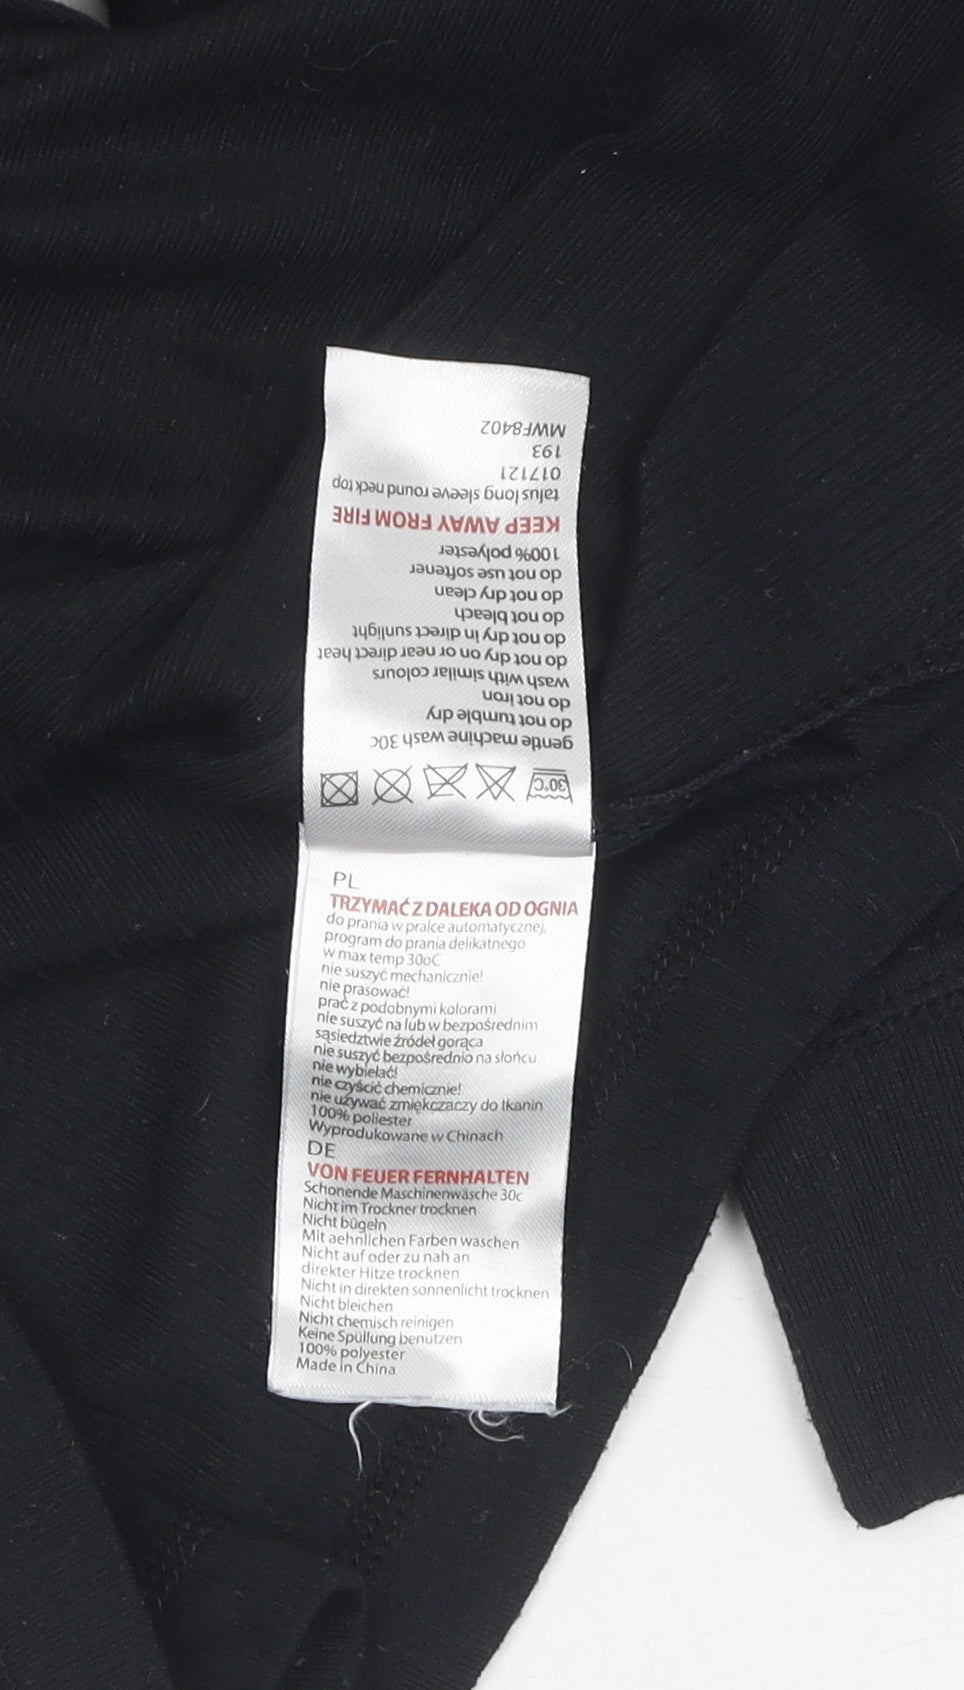 30°C
gentle machine wash 30c
do not tumble dry
do not iron
wash with similar colours
do not dry on or near direct heat
do not dry in direct sunlight
do not bleach
do not dry clean
do not use softener
100% polyester
KEEP AWAY FROM FIRE
talus long sleeve round neck top
017121
193
MWF8402
PL
TRZYMAĆ Z DALEKA OD OGNIA
do prania w pralce automatycznej,
program do prania delikatnego
w max temp 30oC
nie suszyć mechanicznie!
nie prasować!
prać z podobnymi kolorami
nie suszyć na lub w bezpośrednim
sąsiedztwie źródeł gorąca
nie suszyć bezpośrednio na słońcu
nie wybielać!
nie czyścić chemicznie!
nie używać zmiękczaczy do tkanin
100% poliester
Wyprodukowane w Chinach
DE
VON FEUER FERNHALTEN
Schonende Maschinenwäsche 30c
Nicht im Trockner trocknen
Nicht bügeln
Mit aehnlichen Farben waschen
Nicht auf oder zu nah an
direkter Hitze trocknen
Nicht in direkten sonnenlicht trocknen
Nicht bleichen
Nicht chemisch reinigen
Keine Spüllung benutzen
100% polyester
Made in China